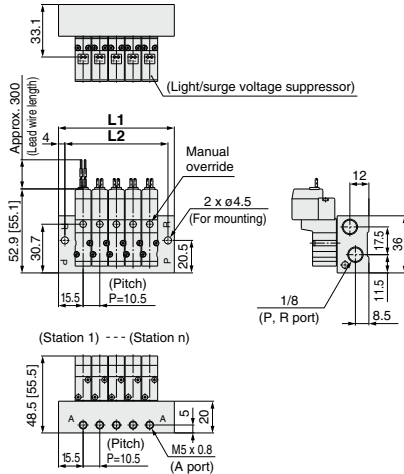 33.1
(Light/surge voltage suppressor)
Approx. 300
(Lead wire length)
L1
L2
4
Manual
override
2 x ø4.5
(For mounting)
52.9 [55.1]
30.7
20.5
R
P
P
(Pitch)
15.5
P=10.5
12
17.5
36
11.5
8.5
1/8
(P, R port)
(Station 1) --- (Station n)
48.5 [55.5]
A
A
5
20
(Pitch)
15.5
P=10.5
M5 x 0.8
(A port)